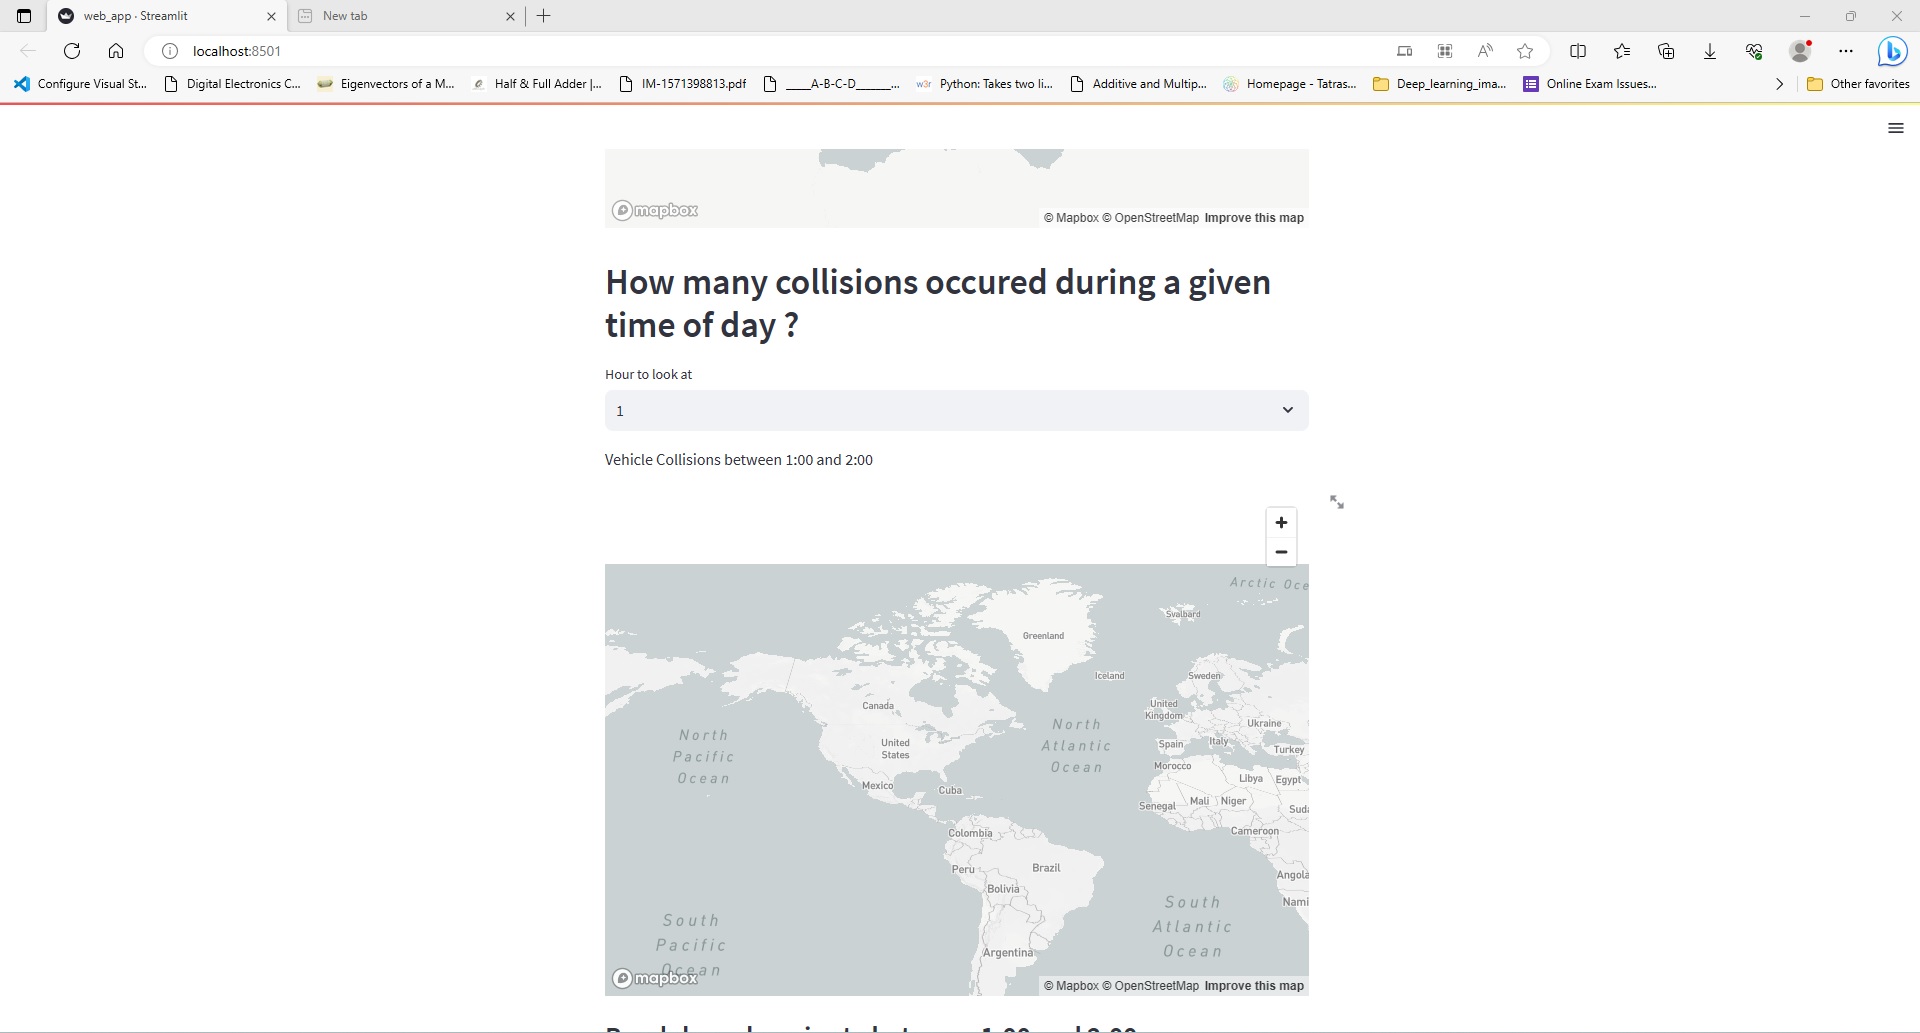 web_app · Streamlit
New tab
localhost:8501
Configure Visual St...
Digital Electronics C...
Eigenvectors of a M...
Half & Full Adder |...
IM-1571398813.pdf
____A-B-C-D______...
Python: Takes two li...
Additive and Multip...
Homepage - Tatras...
Deep_learning_ima...
Online Exam Issues...
Other favorites
mapbox
© Mapbox © OpenStreetMap Improve this map
How many collisions occured during a given
time of day ?
Hour to look at
1
Vehicle Collisions between 1:00 and 2:00
+
−
Arctic Oce
Svalbard
Greenland
Iceland
Sweden
Canada
United
Kingdom
North
Atlantic
Ocean
Ukraine
North
Pacific
Ocean
United
States
Spain
Italy
Turkey
Morocco
Mexico
Cuba
Libya
Egypt
Senegal
Mali
Niger
Suda
Colombia
Cameroon
Peru
Brazil
Angola
Bolivia
Nami
South
Atlantic
Ocean
South
Pacific
Ocean
Argentina
mapbox
© Mapbox © OpenStreetMap Improve this map